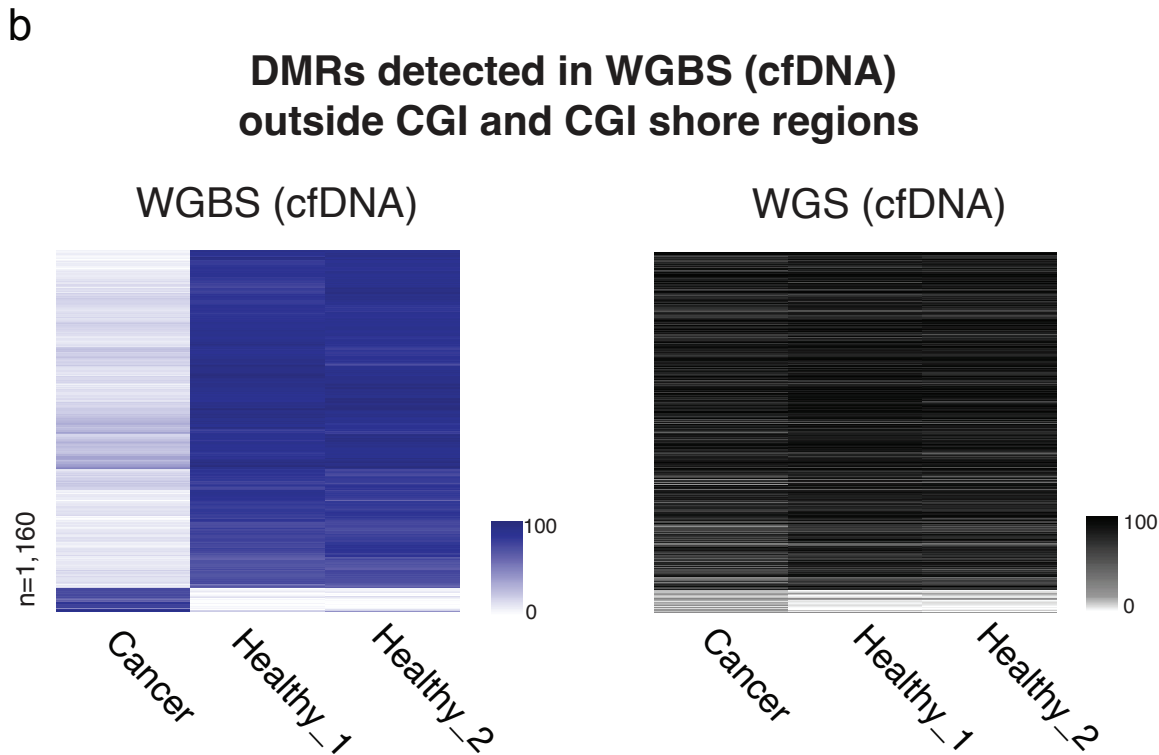 b
DMRs detected in WGBS (cfDNA)
outside CGI and CGI shore regions
WGBS (cfDNA)
WGS (cfDNA)
n=1,160
100
0
100
0
Cancer
Healthy_1
Healthy_2
Cancer
Healthy_1
Healthy_2